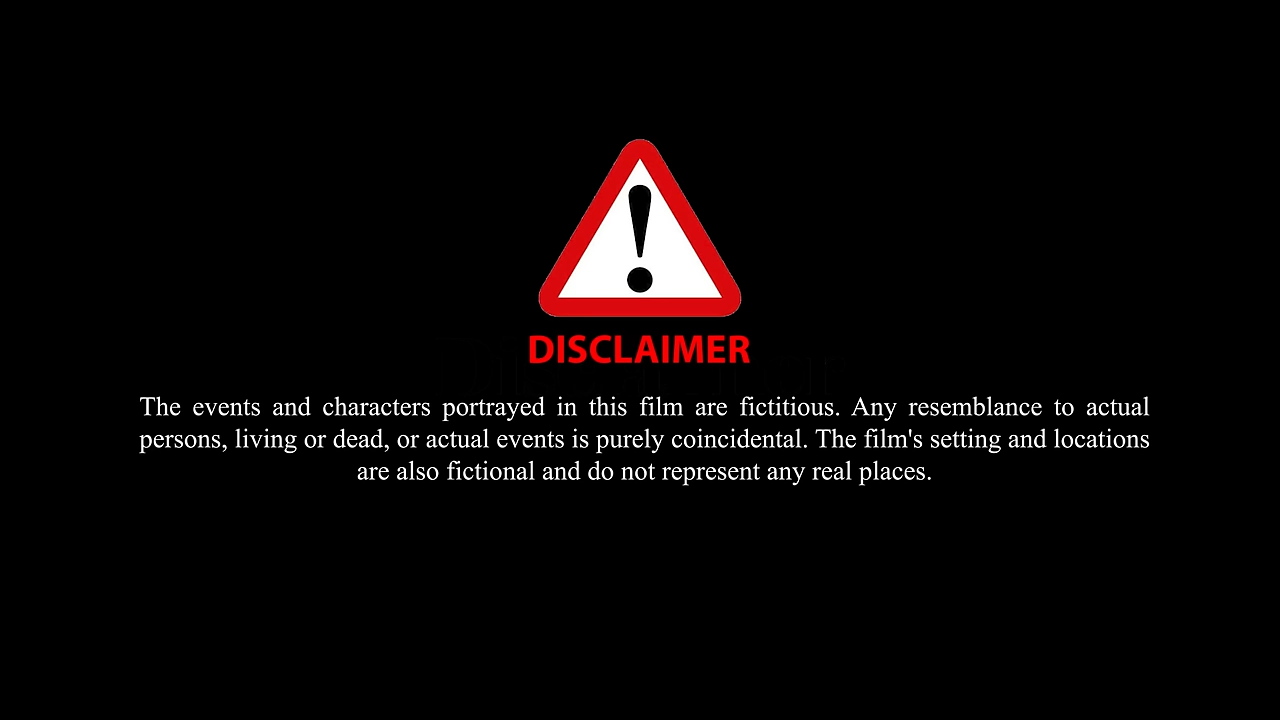 DISCLAIMER
The events and characters portrayed in this film are fictitious. Any resemblance to actual
persons, living or dead, or actual events is purely coincidental. The film's setting and locations
are also fictional and do not represent any real places.